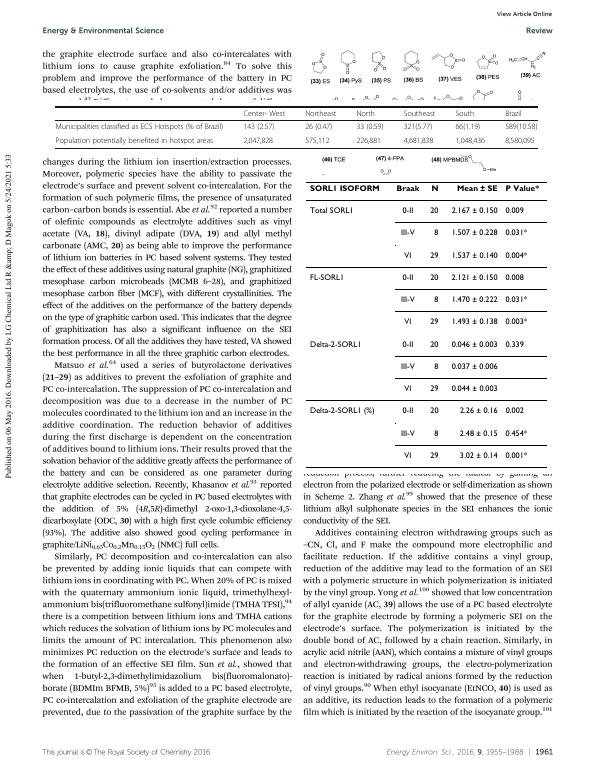 View Article Online
Energy & Environmental Science
Review
the graphite electrode surface and also co-intercalates with
lithium ions to cause graphite exfoliation.84 To solve this
problem and improve the performance of the battery in PC
based electrolytes, the use of co-solvents and/or additives was
(33) ES
(34) PyS
(35) PS
(36) BS
(37) VES
(38) PES
(39) AC
Center- West Northeast North Southeast South Brazil
Municipalities classified as ECS Hotspots (% of Brazil) 143 (2.57) 26 (0.47) 33 (0.59) 321(5.77) 66(1.19) 589(10.58)
Population potentially benefited in hotspot areas 2,047,828 575,112 226,881 4,681,838 1,048,436 8,580,095
changes during the lithium ion insertion/extraction processes.
Moreover, polymeric species have the ability to passivate the
electrode's surface and prevent solvent co-intercalation. For the
formation of such polymeric films, the presence of unsaturated
carbon–carbon bonds is essential. Abe et al.92 reported a number
of olefinic compounds as electrolyte additives such as vinyl
acetate (VA, 18), divinyl adipate (DVA, 19) and allyl methyl
carbonate (AMC, 20) as being able to improve the performance
of lithium ion batteries in PC based solvent systems. They tested
the effect of these additives using natural graphite (NG), graphitized
mesophase carbon microbeads (MCMB 6–28), and graphitized
mesophase carbon fiber (MCF), with different crystallinities. The
effect of the additives on the performance of the battery depends
on the type of graphitic carbon used. This indicates that the degree
of graphitization has also a significant influence on the SEI
formation process. Of all the additives they have tested, VA showed
the best performance in all the three graphitic carbon electrodes.
Matsuo et al.64 used a series of butyrolactone derivatives
(21–29) as additives to prevent the exfoliation of graphite and
PC co-intercalation. The suppression of PC co-intercalation and
decomposition was due to a decrease in the number of PC
molecules coordinated to the lithium ion and an increase in the
additive coordination. The reduction behavior of additives
during the first discharge is dependent on the concentration
of additives bound to lithium ions. Their results proved that the
solvation behavior of the additive greatly affects the performance of
the battery and can be considered as one parameter during
electrolyte additive selection. Recently, Khasanov et al.93 reported
that graphite electrodes can be cycled in PC based electrolytes with
the addition of 5% (4R,5R)-dimethyl 2-oxo-1,3-dioxolane-4,5-
dicarboxylate (ODC, 30) with a high first cycle columbic efficiency
(93%). The additive also showed good cycling performance in
graphite/LiNi0.65Co0.2Mn0.15O2 (NMC) full cells.
Similarly, PC decomposition and co-intercalation can also
be prevented by adding ionic liquids that can compete with
lithium ions in coordinating with PC. When 20% of PC is mixed
with the quaternary ammonium ionic liquid, trimethylhexyl-
ammonium bis(trifluoromethane sulfonyl)imide (TMHA TFSI),94
there is a competition between lithium ions and TMHA cations
which reduces the solvation of lithium ions by PC molecules and
limits the amount of PC intercalation. This phenomenon also
minimizes PC reduction on the electrode's surface and leads to
the formation of an effective SEI film. Sun et al., showed that
when 1-butyl-2,3-dimethylimidazolium bis(fluoromalonato)-
borate (BDMIm BFMB, 5%)95 is added to a PC based electrolyte,
PC co-intercalation and exfoliation of the graphite electrode are
prevented, due to the passivation of the graphite surface by the
(46) TCE
(47) 4-FPA
(48) MPBMDS
SORL1 ISOFORM Braak N Mean ± SE P Value*
Total SORL1 0-II 20 2.167 ± 0.150 0.009
III-V 8 1.507 ± 0.228 0.031*
VI 29 1.537 ± 0.140 0.004*
FL-SORL1 0-II 20 2.121 ± 0.150 0.008
III-V 8 1.470 ± 0.222 0.031*
VI 29 1.493 ± 0.138 0.003*
Delta-2-SORL1 0-II 20 0.046 ± 0.003 0.339
III-V 8 0.037 ± 0.006
VI 29 0.044 ± 0.003
Delta-2-SORL1 (%) 0-II 20 2.26 ± 0.16 0.002
III-V 8 2.48 ± 0.15 0.454*
VI 29 3.02 ± 0.14 0.001*
electron from the polarized electrode or self-dimerization as shown
in Scheme 2. Zhang et al.99 showed that the presence of these
lithium alkyl sulphonate species in the SEI enhances the ionic
conductivity of the SEI.
Additives containing electron withdrawing groups such as
–CN, Cl, and F make the compound more electrophilic and
facilitate reduction. If the additive contains a vinyl group,
reduction of the additive may lead to the formation of an SEI
with a polymeric structure in which polymerization is initiated
by the vinyl group. Yong et al.100 showed that low concentration
of allyl cyanide (AC, 39) allows the use of a PC based electrolyte
for the graphite electrode by forming a polymeric SEI on the
electrode's surface. The polymerization is initiated by the
double bond of AC, followed by a chain reaction. Similarly, in
acrylic acid nitrile (AAN), which contains a mixture of vinyl groups
and electron-withdrawing groups, the electro-polymerization
reaction is initiated by radical anions formed by the reduction
of vinyl groups.90 When ethyl isocyanate (EtNCO, 40) is used as
an additive, its reduction leads to the formation of a polymeric
film which is initiated by the reaction of the isocyanate group.101
Published on 06 May 2016. Downloaded by LG Chemical Ltd R &amp; D Magok on 5/24/2021 5:33
This journal is © The Royal Society of Chemistry 2016
Energy Environ. Sci., 2016, 9, 1955–1988 | 1961